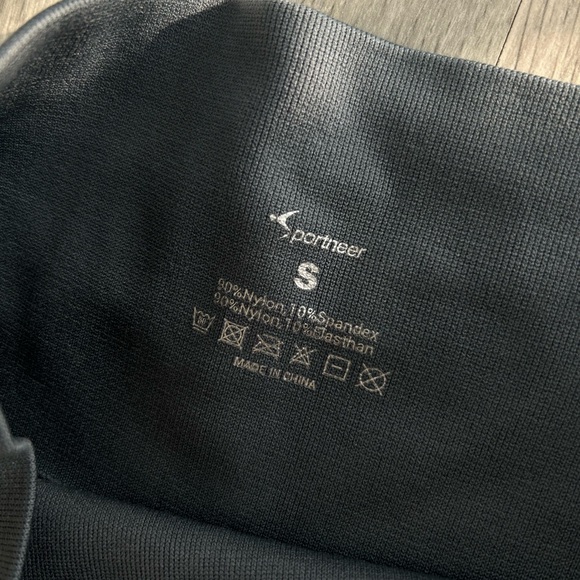 Sportneer
S
90%Nylon,10%Spandex
90%Nylon,10%Elasthan
MADE IN CHINA